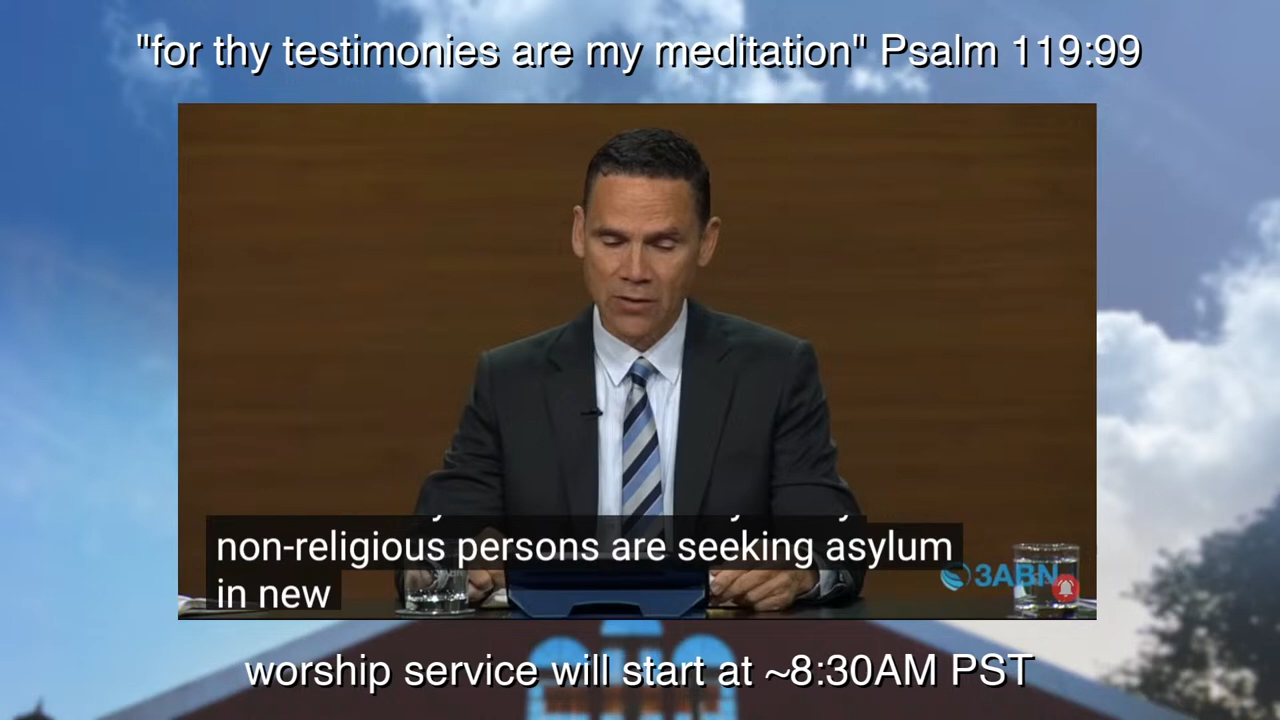 "for thy testimonies are my meditation" Psalm 119:99
non-religious persons are seeking asylum
in new
3ABN
worship service will start at ~8:30AM PST